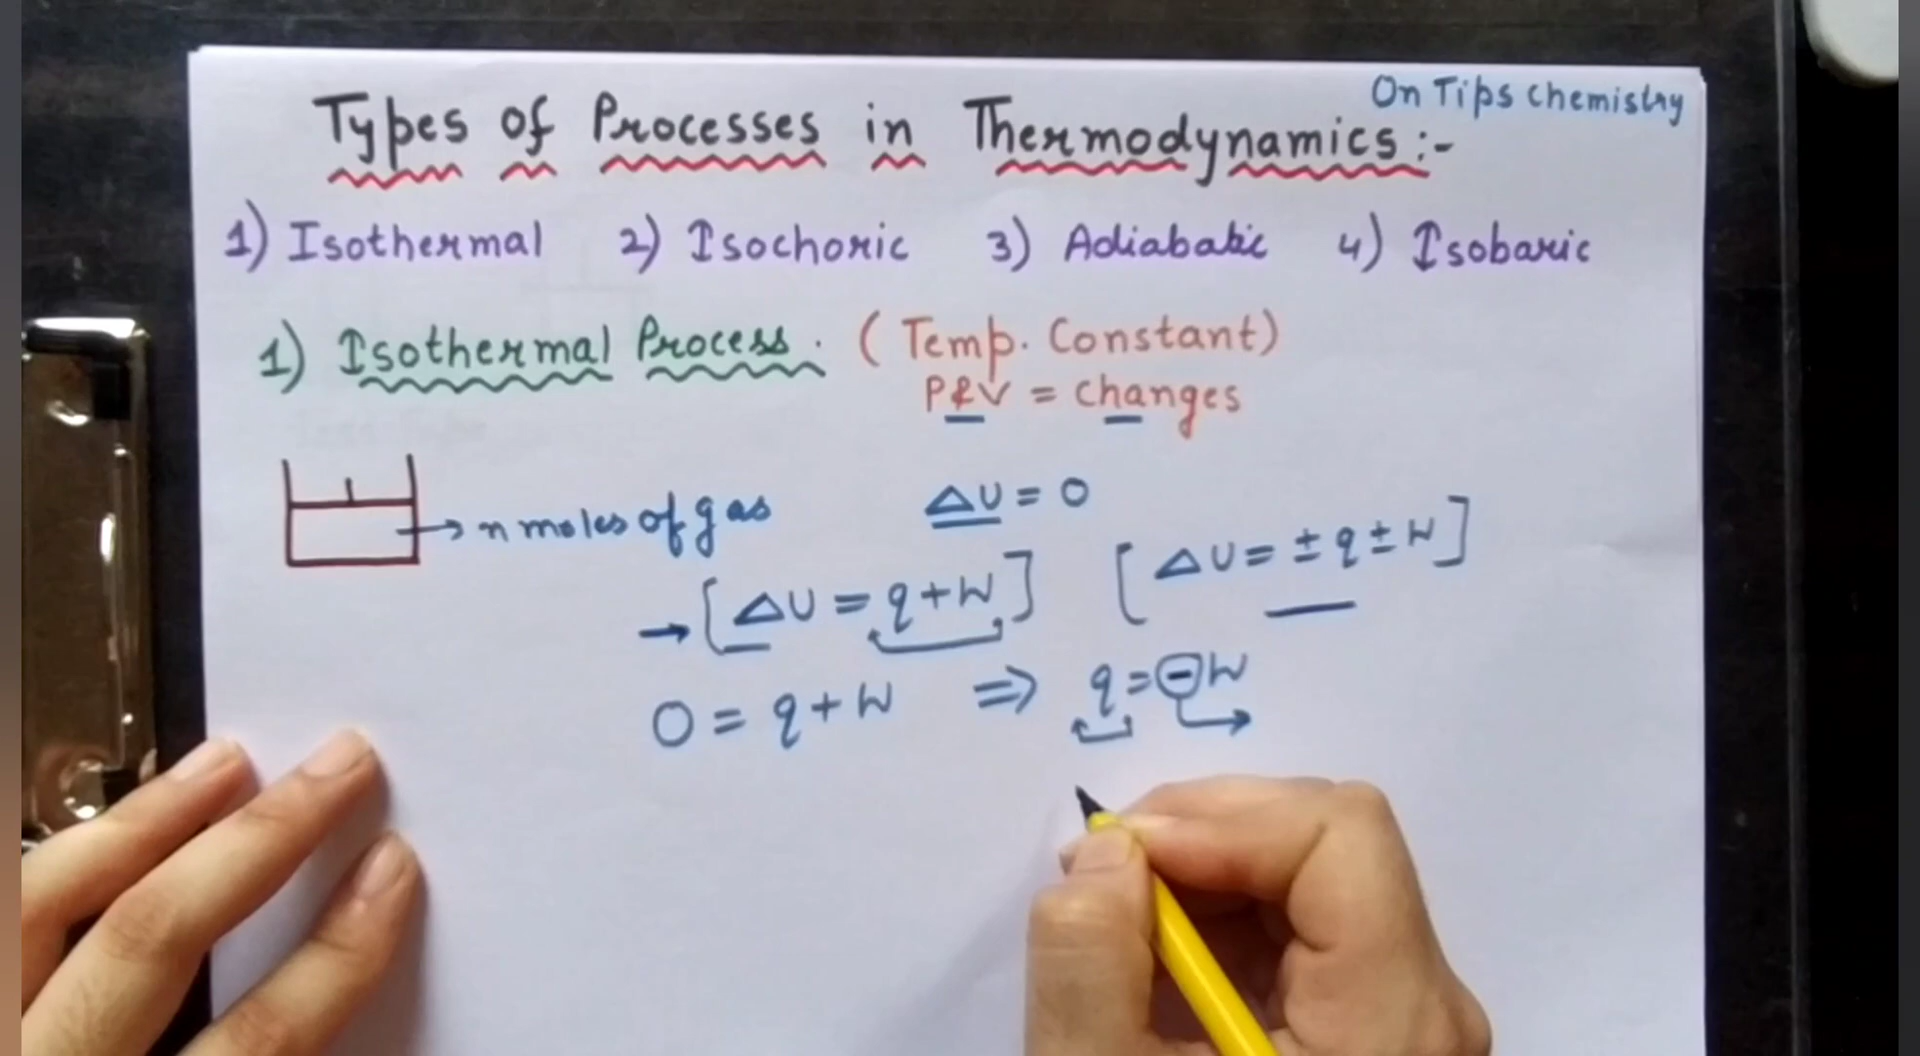 On Tips Chemistry
Types of Processes in Thermodynamics:-
1) Isothermal 2) Isochoric 3) Adiabatic 4) Isobaric
1) Isothermal Process. (Temp. Constant)
P&V = Changes
→ n moles of gas
ΔU = 0
→ [ΔU = q+W] [ΔU = ±q±W]
0 = q+W ⇒ q = -W